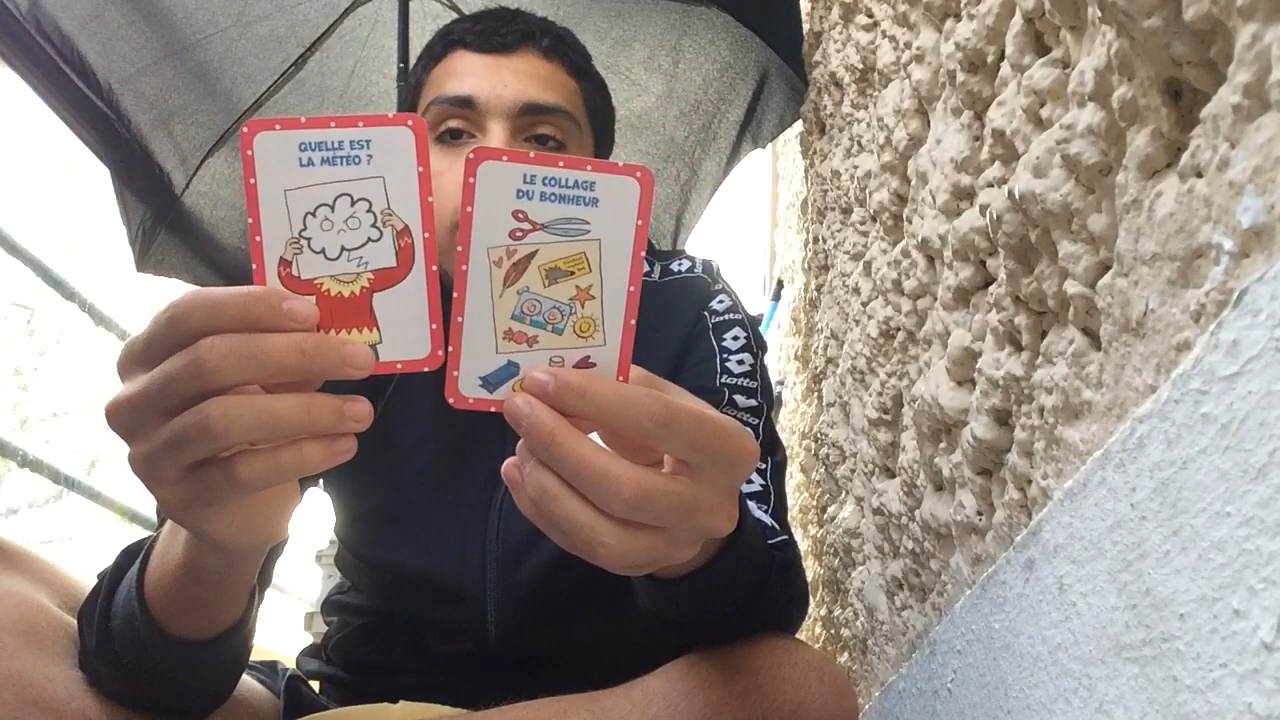 QUELLE EST
LA MÉTÉO ?
LE COLLAGE
DU BONHEUR
lotto
lotto
lotto